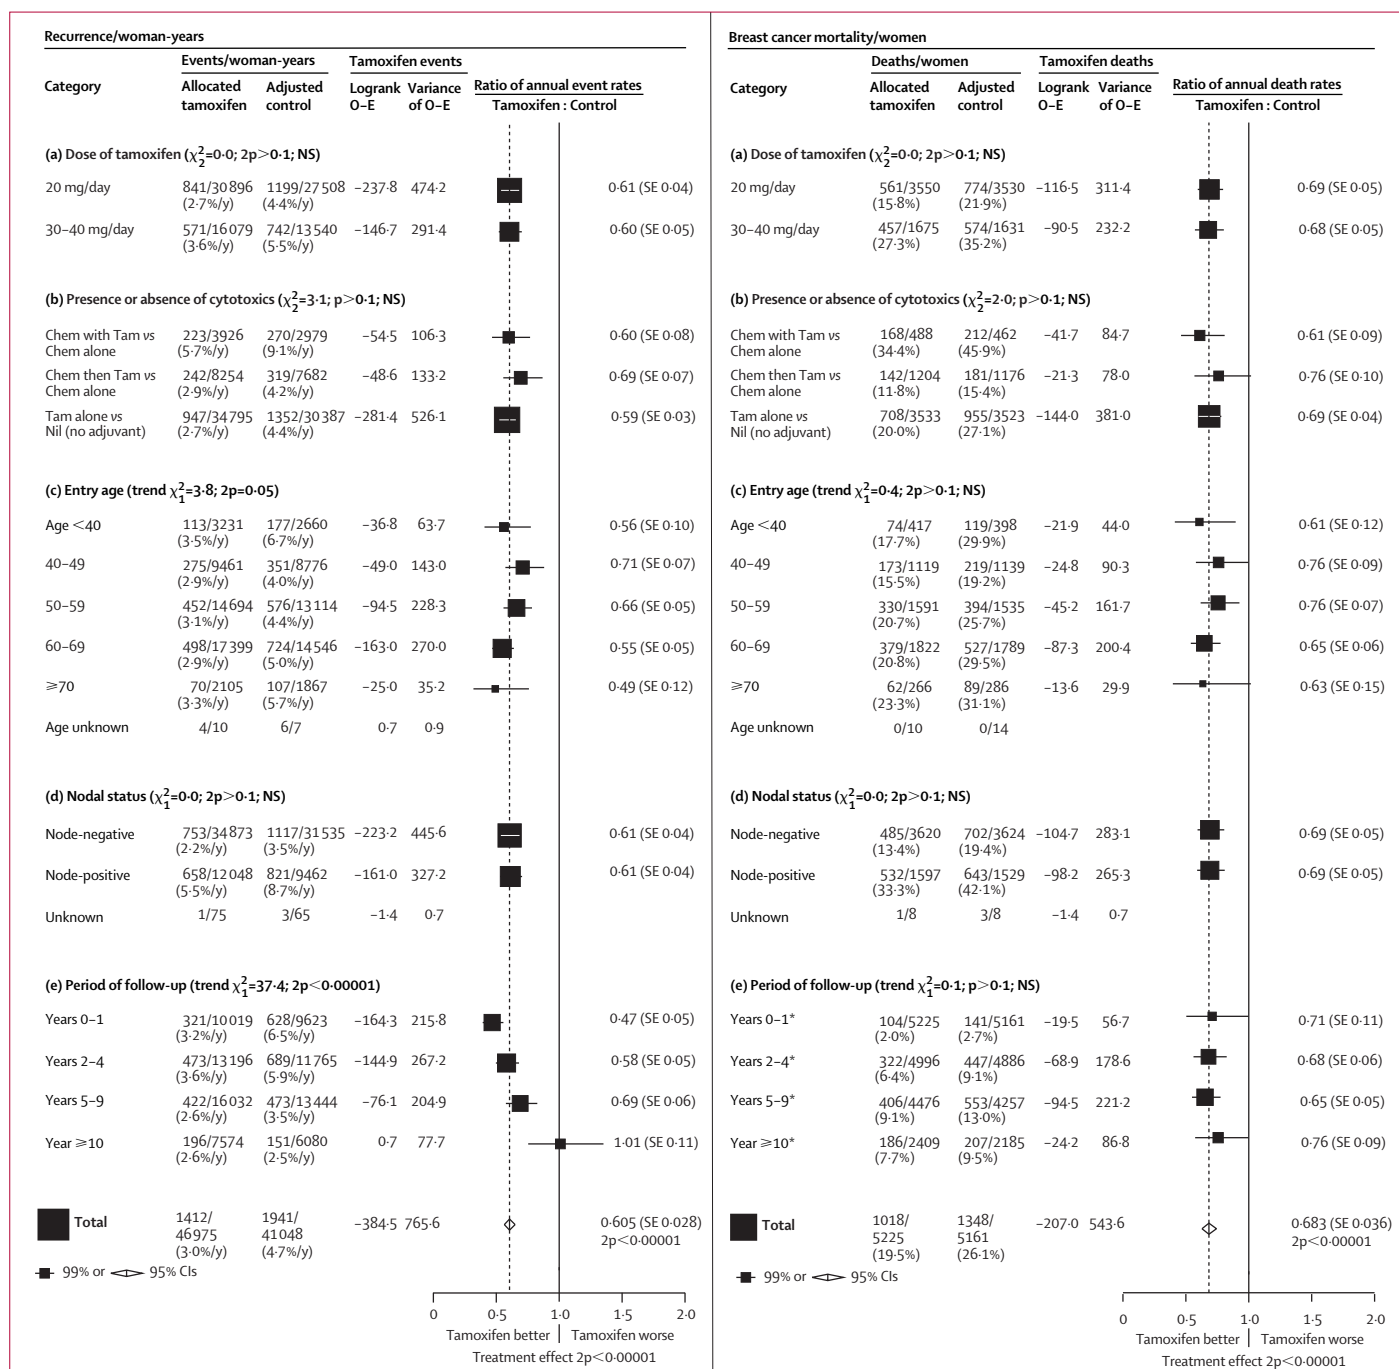 Recurrence/woman-years
Events/woman-years Tamoxifen events
Category Allocated tamoxifen Adjusted control Logrank O–E Variance of O–E Ratio of annual event rates
Tamoxifen : Control
(a) Dose of tamoxifen (χ²₂=0·0; 2p>0·1; NS)
20 mg/day 841/30 896 1199/27 508 –237·8 474·2 0·61 (SE 0·04)
(2·7%/y) (4·4%/y)
30–40 mg/day 571/16 079 742/13 540 –146·7 291·4 0·60 (SE 0·05)
(3·6%/y) (5·5%/y)
(b) Presence or absence of cytotoxics (χ²₂=3·1; p>0·1; NS)
Chem with Tam vs 223/3926 270/2979 –54·5 106·3 0·60 (SE 0·08)
Chem alone (5·7%/y) (9·1%/y)
Chem then Tam vs 242/8254 319/7682 –48·6 133·2 0·69 (SE 0·07)
Chem alone (2·9%/y) (4·2%/y)
Tam alone vs 947/34 795 1352/30 387 –281·4 526·1 0·59 (SE 0·03)
Nil (no adjuvant) (2·7%/y) (4·4%/y)
(c) Entry age (trend χ²₁=3·8; 2p=0·05)
Age <40 113/3231 177/2660 –36·8 63·7 0·56 (SE 0·10)
(3·5%/y) (6·7%/y)
40–49 275/9461 351/8776 –49·0 143·0 0·71 (SE 0·07)
(2·9%/y) (4·0%/y)
50–59 452/14 694 576/13 114 –94·5 228·3 0·66 (SE 0·05)
(3·1%/y) (4·4%/y)
60–69 498/17 399 724/14 546 –163·0 270·0 0·55 (SE 0·05)
(2·9%/y) (5·0%/y)
≥70 70/2105 107/1867 –25·0 35·2 0·49 (SE 0·12)
(3·3%/y) (5·7%/y)
Age unknown 4/10 6/7 0·7 0·9
(d) Nodal status (χ²₁=0·0; 2p>0·1; NS)
Node-negative 753/34 873 1117/31 535 –223·2 445·6 0·61 (SE 0·04)
(2·2%/y) (3·5%/y)
Node-positive 658/12 048 821/9462 –161·0 327·2 0·61 (SE 0·04)
(5·5%/y) (8·7%/y)
Unknown 1/75 3/65 –1·4 0·7
(e) Period of follow-up (trend χ²₁=37·4; 2p<0·00001)
Years 0–1 321/10 019 628/9623 –164·3 215·8 0·47 (SE 0·05)
(3·2%/y) (6·5%/y)
Years 2–4 473/13 196 689/11 765 –144·9 267·2 0·58 (SE 0·05)
(3·6%/y) (5·9%/y)
Years 5–9 422/16 032 473/13 444 –76·1 204·9 0·69 (SE 0·06)
(2·6%/y) (3·5%/y)
Year ≥10 196/7574 151/6080 0·7 77·7 1·01 (SE 0·11)
(2·6%/y) (2·5%/y)
Total 1412/ 46 975 1941/ 41 048 –384·5 765·6 0·605 (SE 0·028)
(3·0%/y) (4·7%/y) 2p<0·00001
99% or 95% CIs
0 0·5 1·0 1·5 2·0
Tamoxifen better Tamoxifen worse
Treatment effect 2p<0·00001
Breast cancer mortality/women
Deaths/women Tamoxifen deaths
Category Allocated tamoxifen Adjusted control Logrank O–E Variance of O–E Ratio of annual death rates
Tamoxifen : Control
(a) Dose of tamoxifen (χ²₂=0·0; 2p>0·1; NS)
20 mg/day 561/3550 774/3530 –116·5 311·4 0·69 (SE 0·05)
(15·8%) (21·9%)
30–40 mg/day 457/1675 574/1631 –90·5 232·2 0·68 (SE 0·05)
(27·3%) (35·2%)
(b) Presence or absence of cytotoxics (χ²₂=2·0; p>0·1; NS)
Chem with Tam vs 168/488 212/462 –41·7 84·7 0·61 (SE 0·09)
Chem alone (34·4%) (45·9%)
Chem then Tam vs 142/1204 181/1176 –21·3 78·0 0·76 (SE 0·10)
Chem alone (11·8%) (15·4%)
Tam alone vs 708/3533 955/3523 –144·0 381·0 0·69 (SE 0·04)
Nil (no adjuvant) (20·0%) (27·1%)
(c) Entry age (trend χ²₁=0·4; 2p>0·1; NS)
Age <40 74/417 119/398 –21·9 44·0 0·61 (SE 0·12)
(17·7%) (29·9%)
40–49 173/1119 219/1139 –24·8 90·3 0·76 (SE 0·09)
(15·5%) (19·2%)
50–59 330/1591 394/1535 –45·2 161·7 0·76 (SE 0·07)
(20·7%) (25·7%)
60–69 379/1822 527/1789 –87·3 200·4 0·65 (SE 0·06)
(20·8%) (29·5%)
≥70 62/266 89/286 –13·6 29·9 0·63 (SE 0·15)
(23·3%) (31·1%)
Age unknown 0/10 0/14
(d) Nodal status (χ²₁=0·0; 2p>0·1; NS)
Node-negative 485/3620 702/3624 –104·7 283·1 0·69 (SE 0·05)
(13·4%) (19·4%)
Node-positive 532/1597 643/1529 –98·2 265·3 0·69 (SE 0·05)
(33·3%) (42·1%)
Unknown 1/8 3/8 –1·4 0·7
(e) Period of follow-up (trend χ²₁=0·1; p>0·1; NS)
Years 0–1* 104/5225 141/5161 –19·5 56·7 0·71 (SE 0·11)
(2·0%) (2·7%)
Years 2–4* 322/4996 447/4886 –68·9 178·6 0·68 (SE 0·06)
(6·4%) (9·1%)
Years 5–9* 406/4476 553/4257 –94·5 221·2 0·65 (SE 0·05)
(9·1%) (13·0%)
Year ≥10* 186/2409 207/2185 –24·2 86·8 0·76 (SE 0·09)
(7·7%) (9·5%)
Total 1018/ 5225 1348/ 5161 –207·0 543·6 0·683 (SE 0·036)
(19·5%) (26·1%) 2p<0·00001
99% or 95% CIs
0 0·5 1·0 1·5 2·0
Tamoxifen better Tamoxifen worse
Treatment effect 2p<0·00001